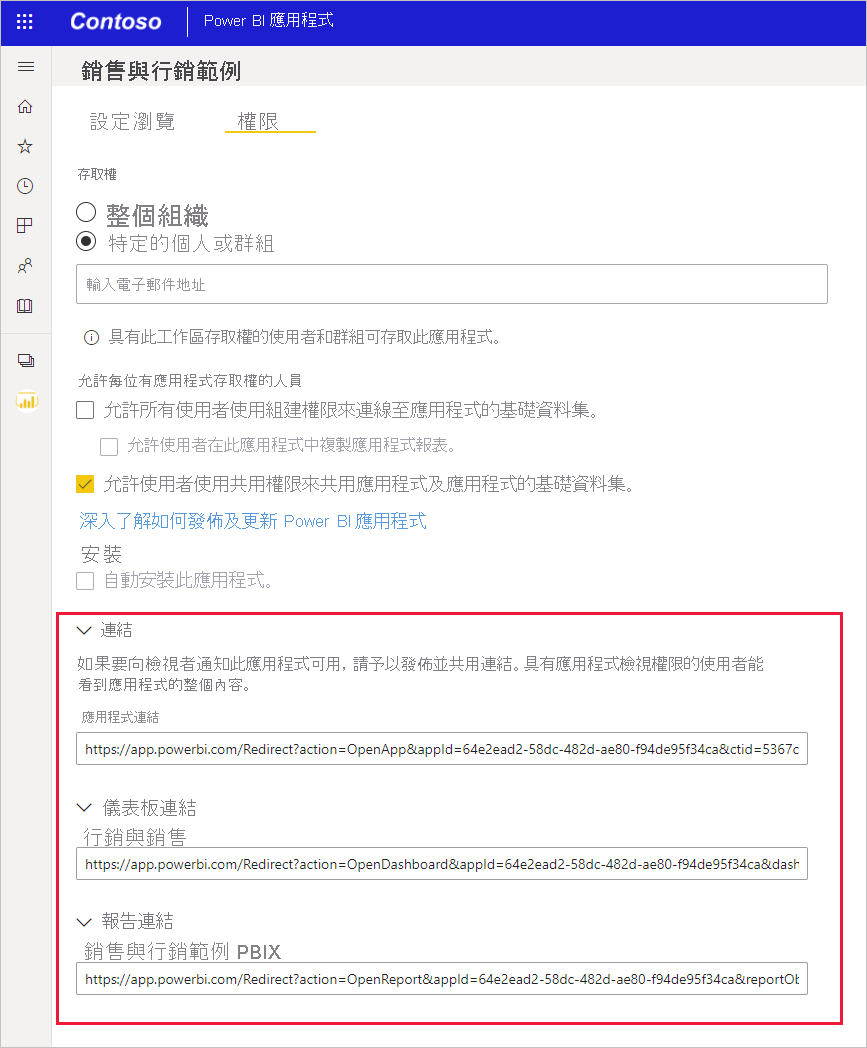 Contoso
Power BI 應用程式
銷售與行銷範例
設定瀏覽
權限
存取權
整個組織
特定的個人或群組
輸入電子郵件地址
具有此工作區存取權的使用者和群組可存取此應用程式。
允許每位有應用程式存取權的人員
允許所有使用者使用組建權限來連線至應用程式的基礎資料集。
允許使用者在此應用程式中複製應用程式報表。
允許使用者使用共用權限來共用應用程式及應用程式的基礎資料集。
深入了解如何發佈及更新 Power BI 應用程式
安裝
自動安裝此應用程式。
連結
如果要向檢視者通知此應用程式可用，請予以發佈並共用連結。具有應用程式檢視權限的使用者能
看到應用程式的整個內容。
應用程式連結
https://app.powerbi.com/Redirect?action=OpenApp&appId=64e2ead2-58dc-482d-ae80-f94de95f34ca&ctid=5367c
儀表板連結
行銷與銷售
https://app.powerbi.com/Redirect?action=OpenDashboard&appId=64e2ead2-58dc-482d-ae80-f94de95f34ca&dash
報告連結
銷售與行銷範例 PBIX
https://app.powerbi.com/Redirect?action=OpenReport&appId=64e2ead2-58dc-482d-ae80-f94de95f34ca&reportOb